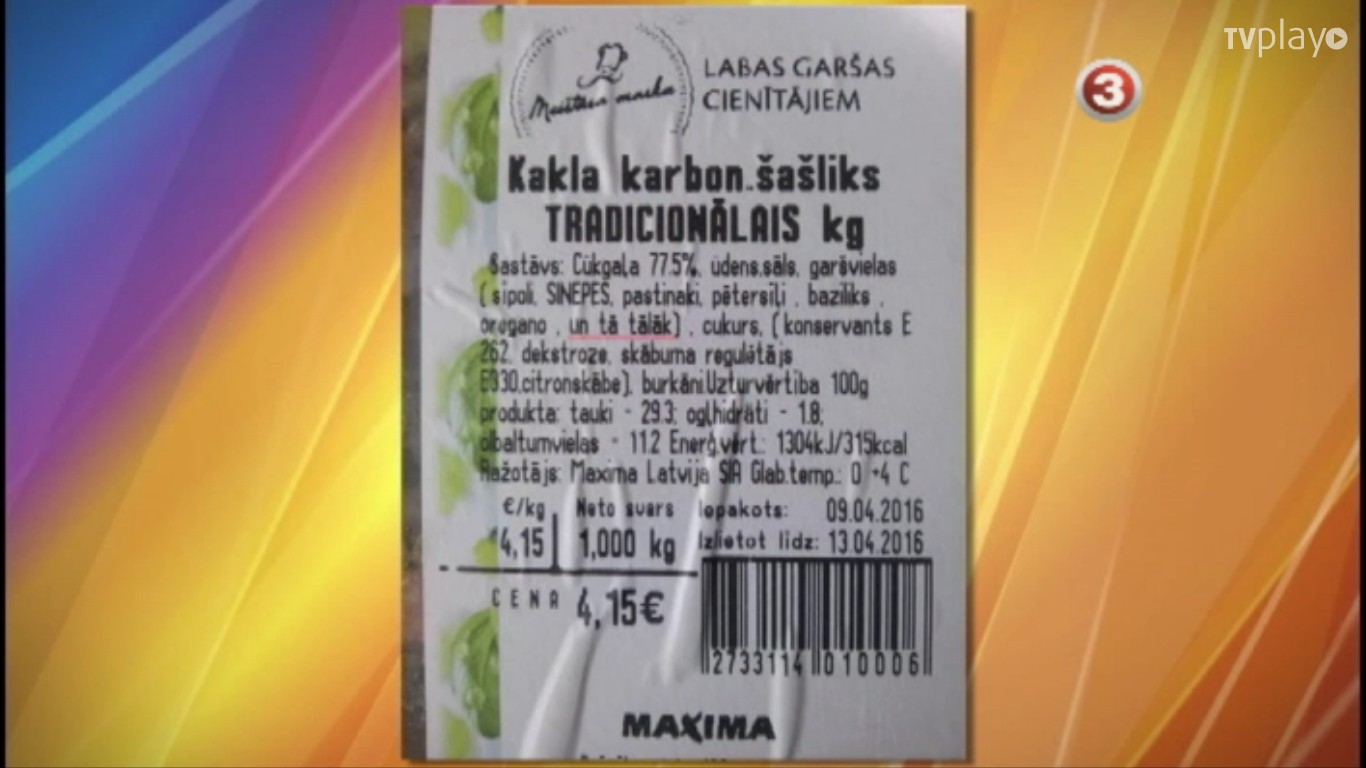 TVplay
3
Meistara marka
LABAS GARŠAS
CIENĪTĀJIEM
Kakla karbon.šašliks
TRADICIONĀLAIS kg
Sastāvs: Cūkgaļa 77.5%, ūdens,sāls, garšvielas
( sīpoli, SINEPES, pastinaki, pētersīļi , baziliks ,
oregano , un tā tālāk) , cukurs, (konservants E
262, dekstroze, skābuma regulētājs
E330,citronskābe), burkāni.Uzturvērtība 100g
produkta: tauki - 29.3; ogļhidrāti - 1.8;
olbaltumvielas - 11.2 Enerģ.vērt.: 1304kJ/315kcal
Ražotājs: Maxima Latvija SIA Glab.temp.: 0 +4 C
€/kg Neto svars Iepakots: 09.04.2016
4,15 1,000 kg Izlietot līdz: 13.04.2016
CENA 4,15€
2733114 010006
MAXIMA